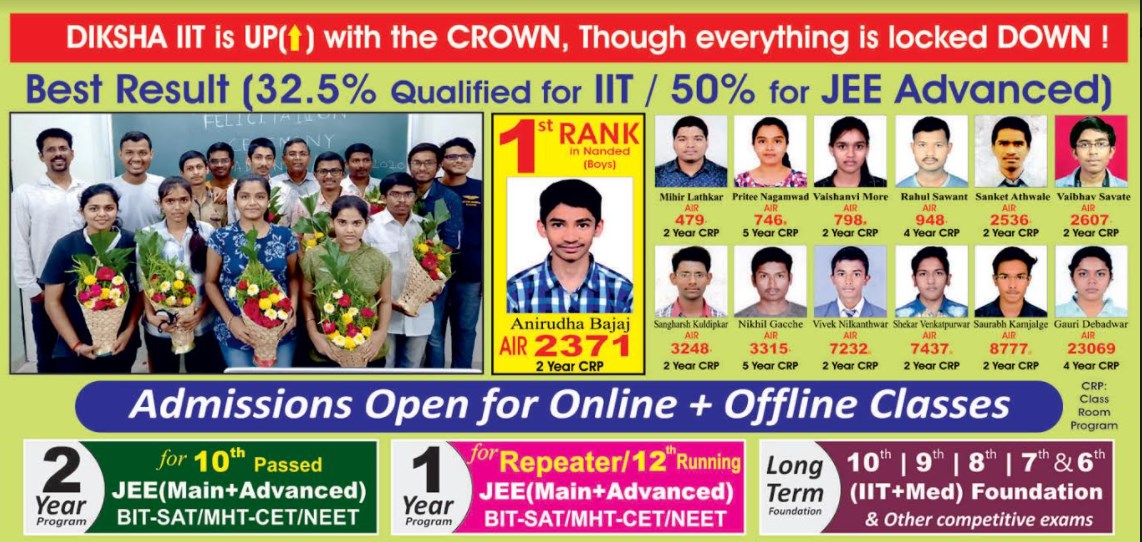 DIKSHA IIT is UP(↑) with the CROWN, Though everything is locked DOWN !
Best Result (32.5% Qualified for IIT / 50% for JEE Advanced)
FELICITATION
CEREMONY
2020
1st RANK
in Nanded
(Boys)
Anirudha Bajaj
AIR 2371
2 Year CRP
Mihir Lathkar
AIR
479
2 Year CRP
Pritee Nagamwad
AIR
746
5 Year CRP
Vaishanvi More
AIR
798
2 Year CRP
Rahul Sawant
AIR
948
4 Year CRP
Sanket Athwale
AIR
2536
2 Year CRP
Vaibhav Savate
AIR
2607
2 Year CRP
Sangharsh Kuldipkar
AIR
3248
2 Year CRP
Nikhil Gacche
AIR
3315
5 Year CRP
Vivek Nilkanthwar
AIR
7232
2 Year CRP
Shekar Venkatpurwar
AIR
7437
2 Year CRP
Saurabh Kamjalge
AIR
8777
2 Year CRP
Gauri Debadwar
AIR
23069
4 Year CRP
Admissions Open for Online + Offline Classes
CRP:
Class
Room
Program
2
Year
Program
for 10th Passed
JEE(Main+Advanced)
BIT-SAT/MHT-CET/NEET
1
Year
Program
for Repeater/12th Running
JEE(Main+Advanced)
BIT-SAT/MHT-CET/NEET
Long
Term
Foundation
10th | 9th | 8th | 7th & 6th
(IIT+Med) Foundation
& Other competitive exams